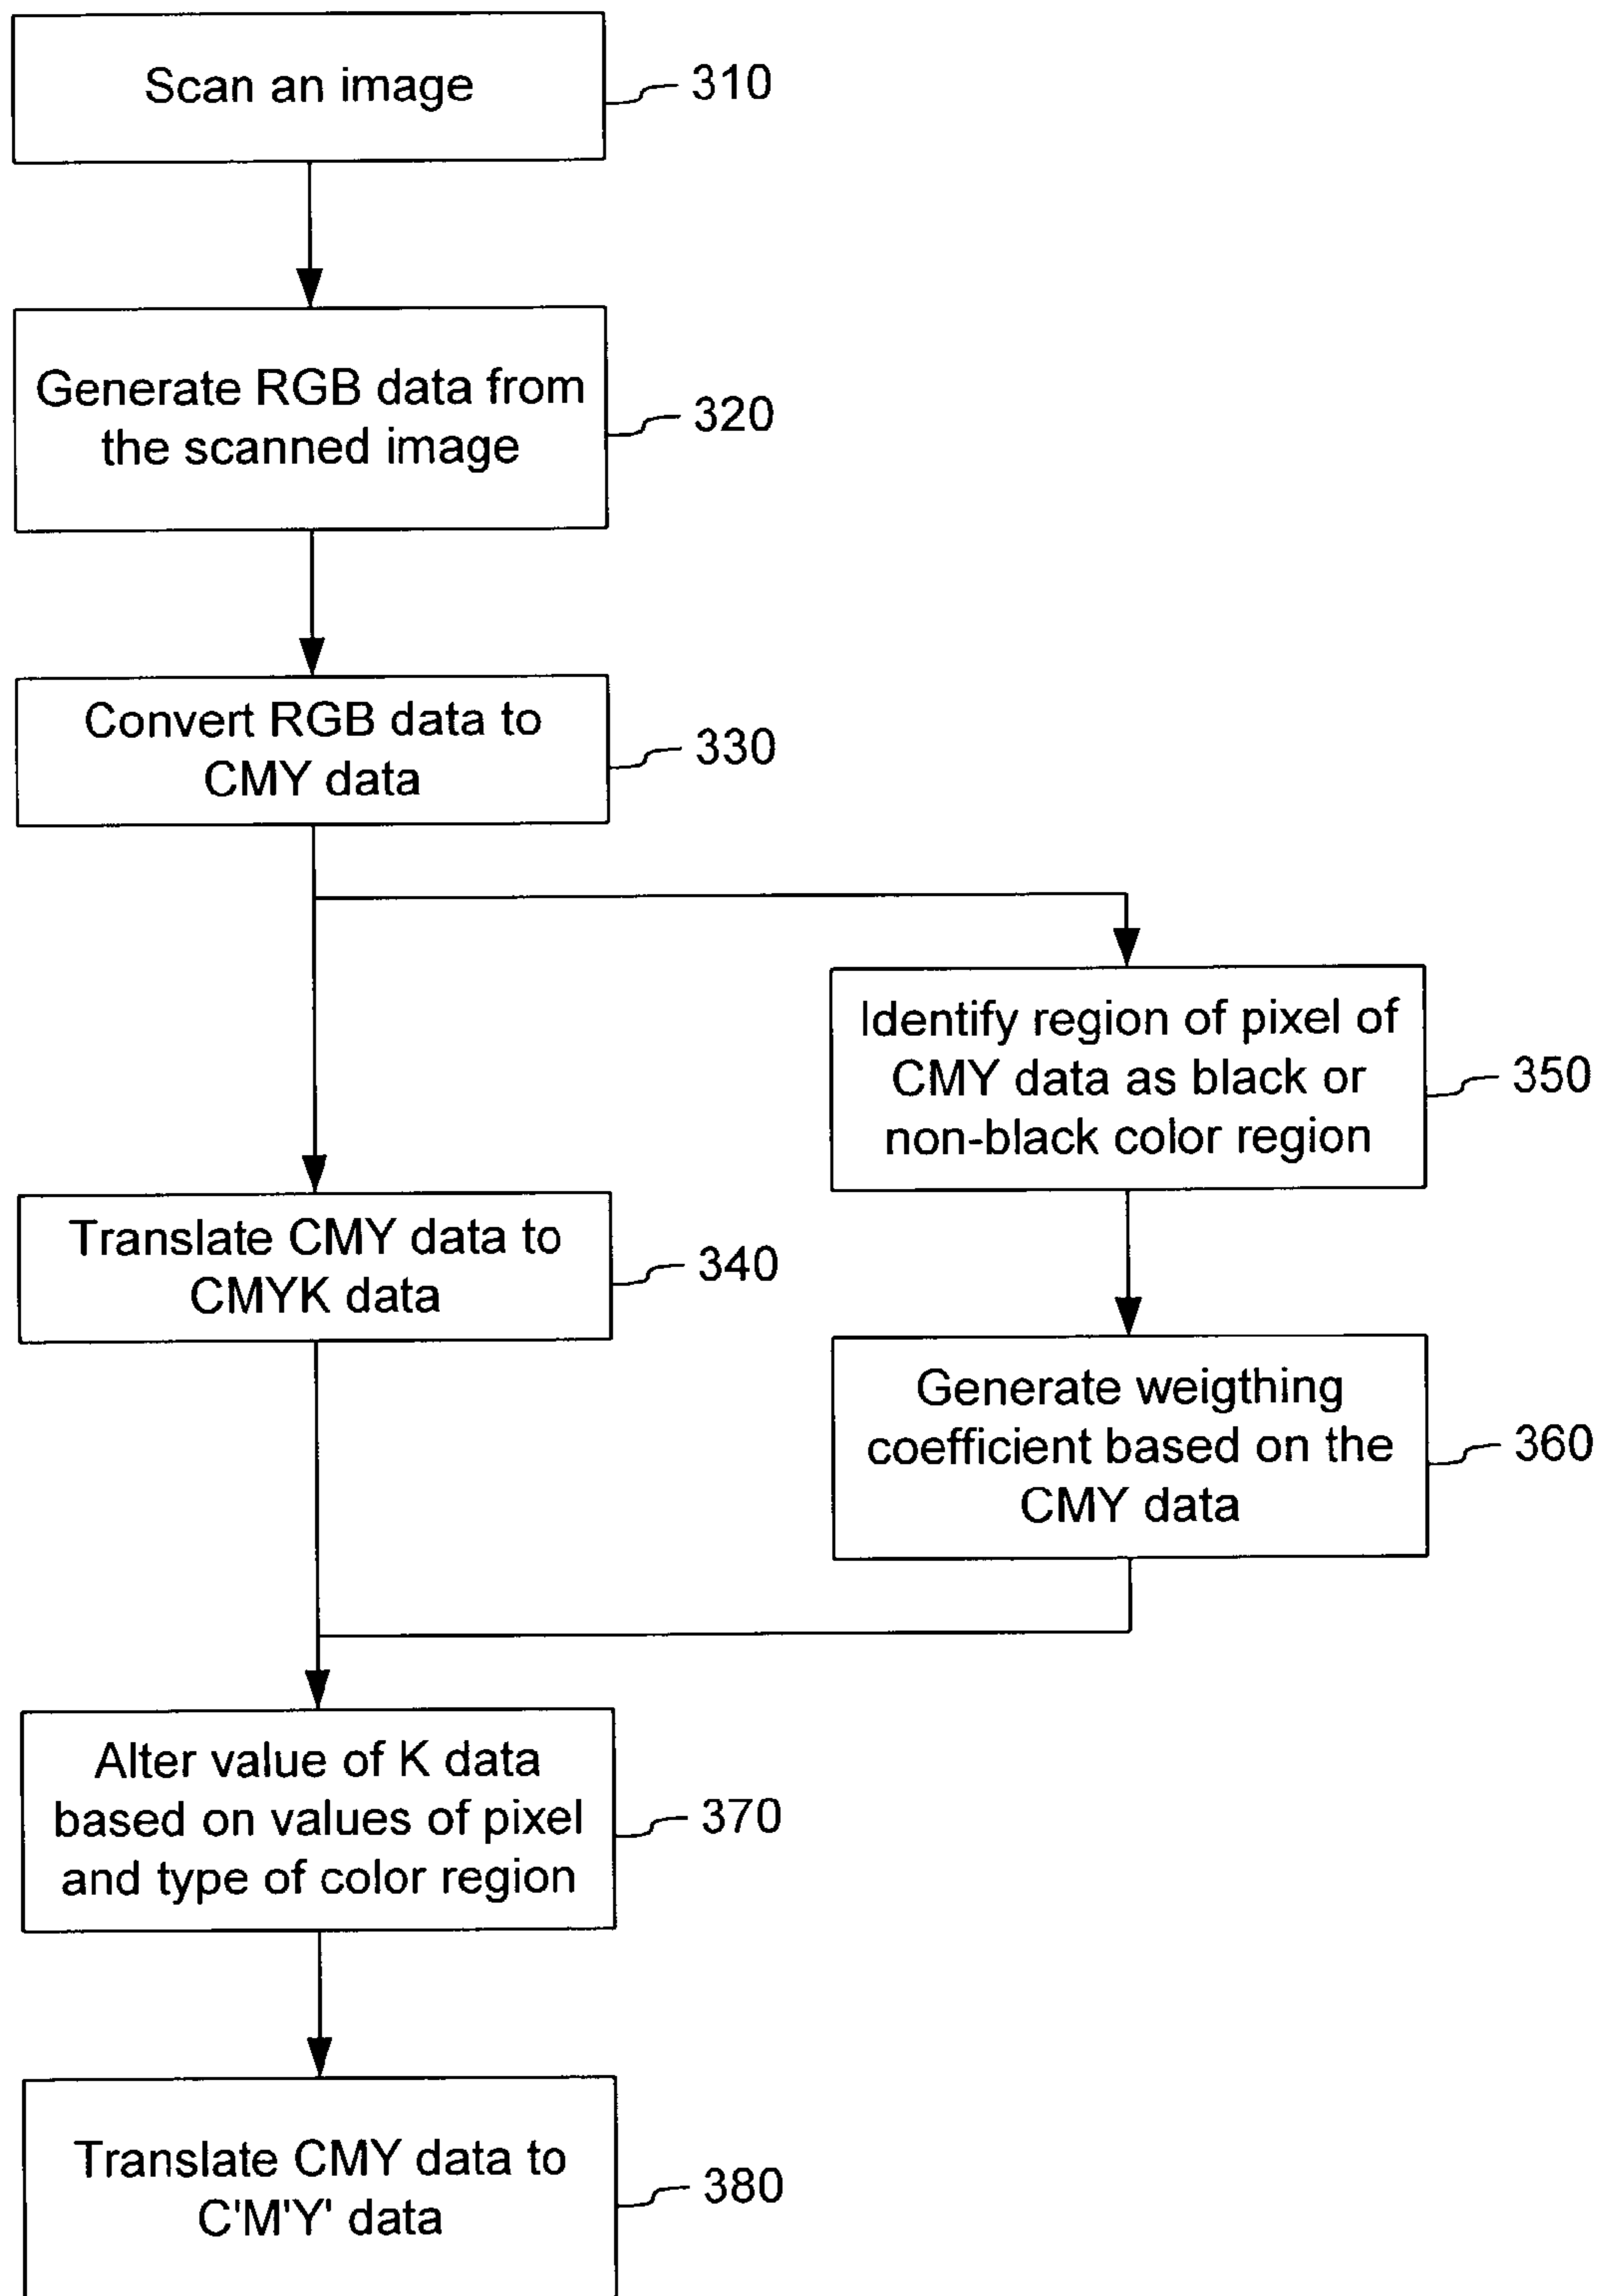 Scan an image
310
Generate RGB data from
the scanned image
320
Convert RGB data to
CMY data
330
Identify region of pixel of
CMY data as black or
non-black color region
350
Translate CMY data to
CMYK data
340
Generate weigthing
coefficient based on the
CMY data
360
Alter value of K data
based on values of pixel
and type of color region
370
Translate CMY data to
C'M'Y' data
380